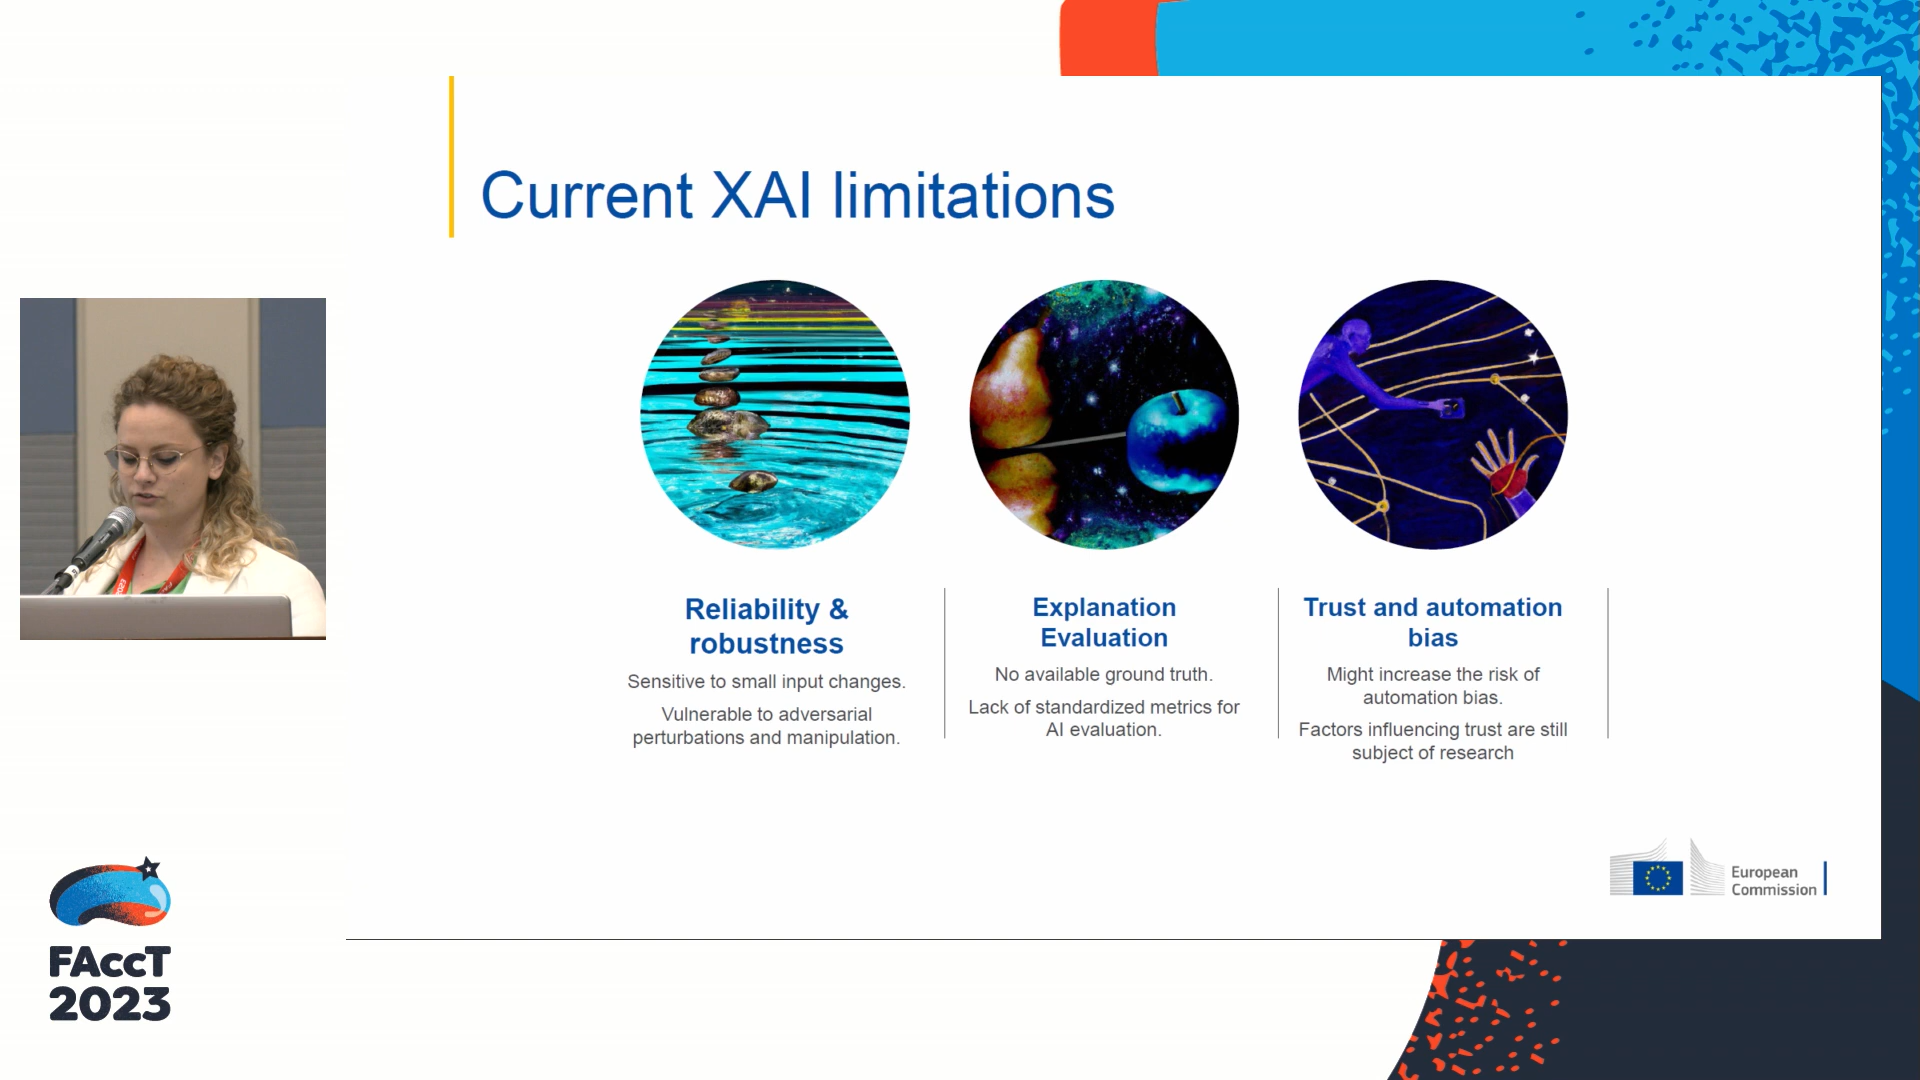 Current XAI limitations
Reliability &
robustness
Sensitive to small input changes.
Vulnerable to adversarial
perturbations and manipulation.
Explanation
Evaluation
No available ground truth.
Lack of standardized metrics for
AI evaluation.
Trust and automation
bias
Might increase the risk of
automation bias.
Factors influencing trust are still
subject of research
European
Commission
FAccT
2023